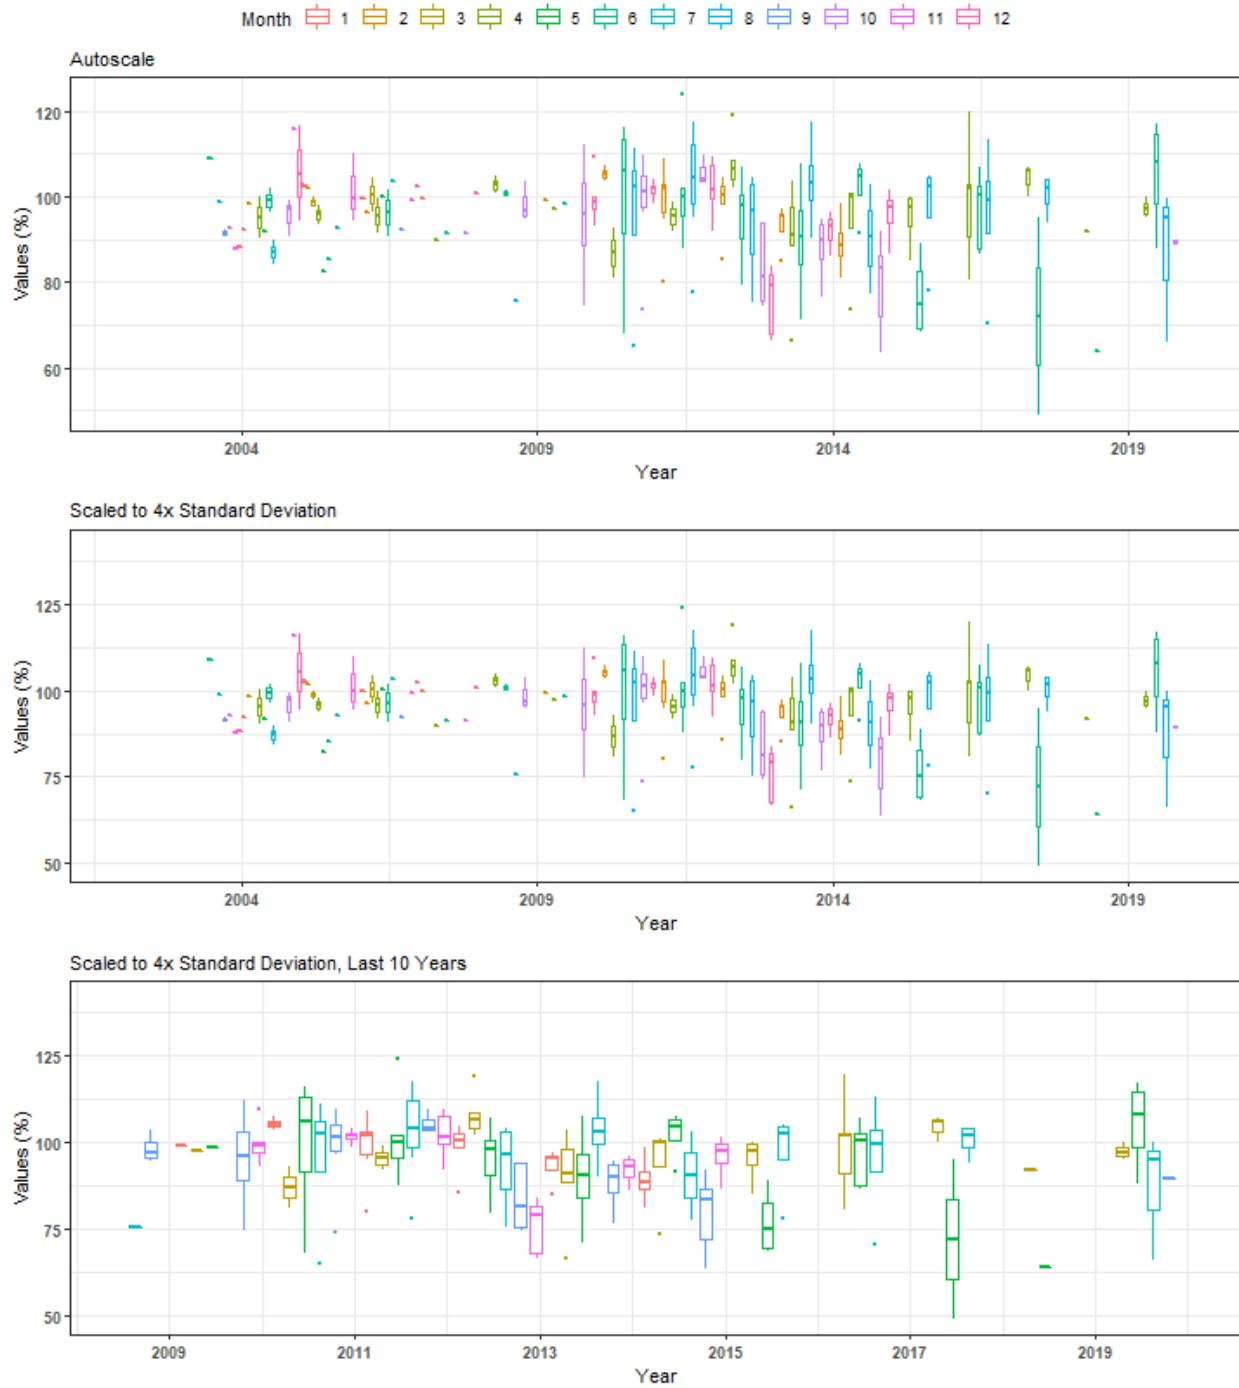 Month 1 2 3 4 5 6 7 8 9 10 11 12
Autoscale
120
100
80
60
Values (%)
2004 2009 2014 2019
Year
Scaled to 4x Standard Deviation
125
100
75
50
Values (%)
2004 2009 2014 2019
Year
Scaled to 4x Standard Deviation, Last 10 Years
125
100
75
50
Values (%)
2009 2011 2013 2015 2017 2019
Year